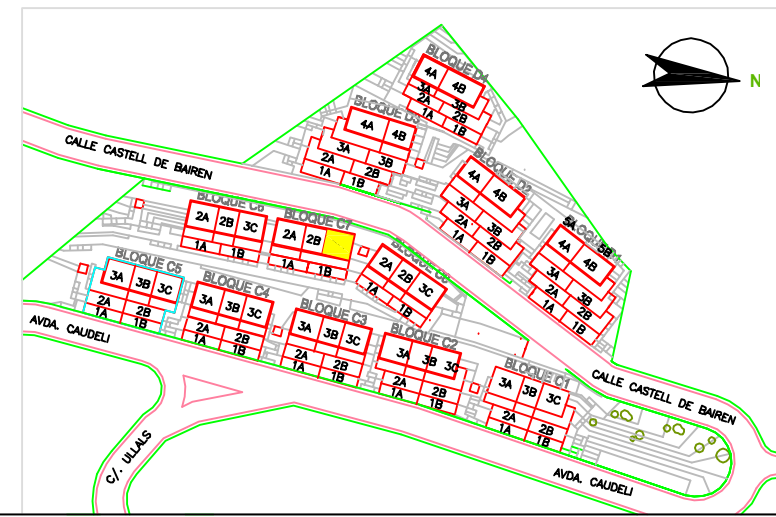 BLOQUE D4
4A 4B
3A 3B
2A 2B
1A 1B
N
BLOQUE D3
4A 4B
3A 3B
2A 2B
1A 1B
CALLE CASTELL DE BAIREN
BLOQUE D2
4A 4B
3A 3B
2A 2B
1A 1B
5A 5B
4A 4B
3A 3B
2A 2B
1A 1B
BLOQUE C6
2A 2B 3C
1A 1B
BLOQUE C7
2A 2B
1A 1B
2A 2B 3C
1A 1B
BLOQUE C5
3A 3B 3C
2A 2B
1A 1B
BLOQUE C4
3A 3B 3C
2A 2B
1A 1B
BLOQUE C3
3A 3B 3C
2A 2B
1A 1B
BLOQUE C2
3A 3B 3C
2A 2B
1A 1B
BLOQUE C1
3A 3B 3C
2A 2B
1A 1B
AVDA. CAUDELI
CALLE CASTELL DE BAIREN
C/. ULLALS
AVDA. CAUDELI